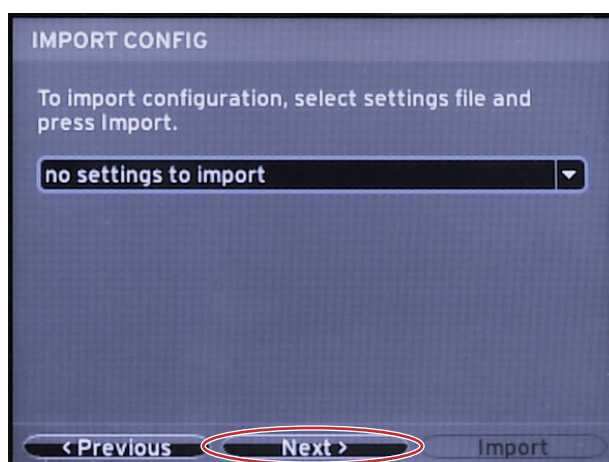 IMPORT CONFIG
To import configuration, select settings file and
press Import.
no settings to import
< Previous
Next >
Import